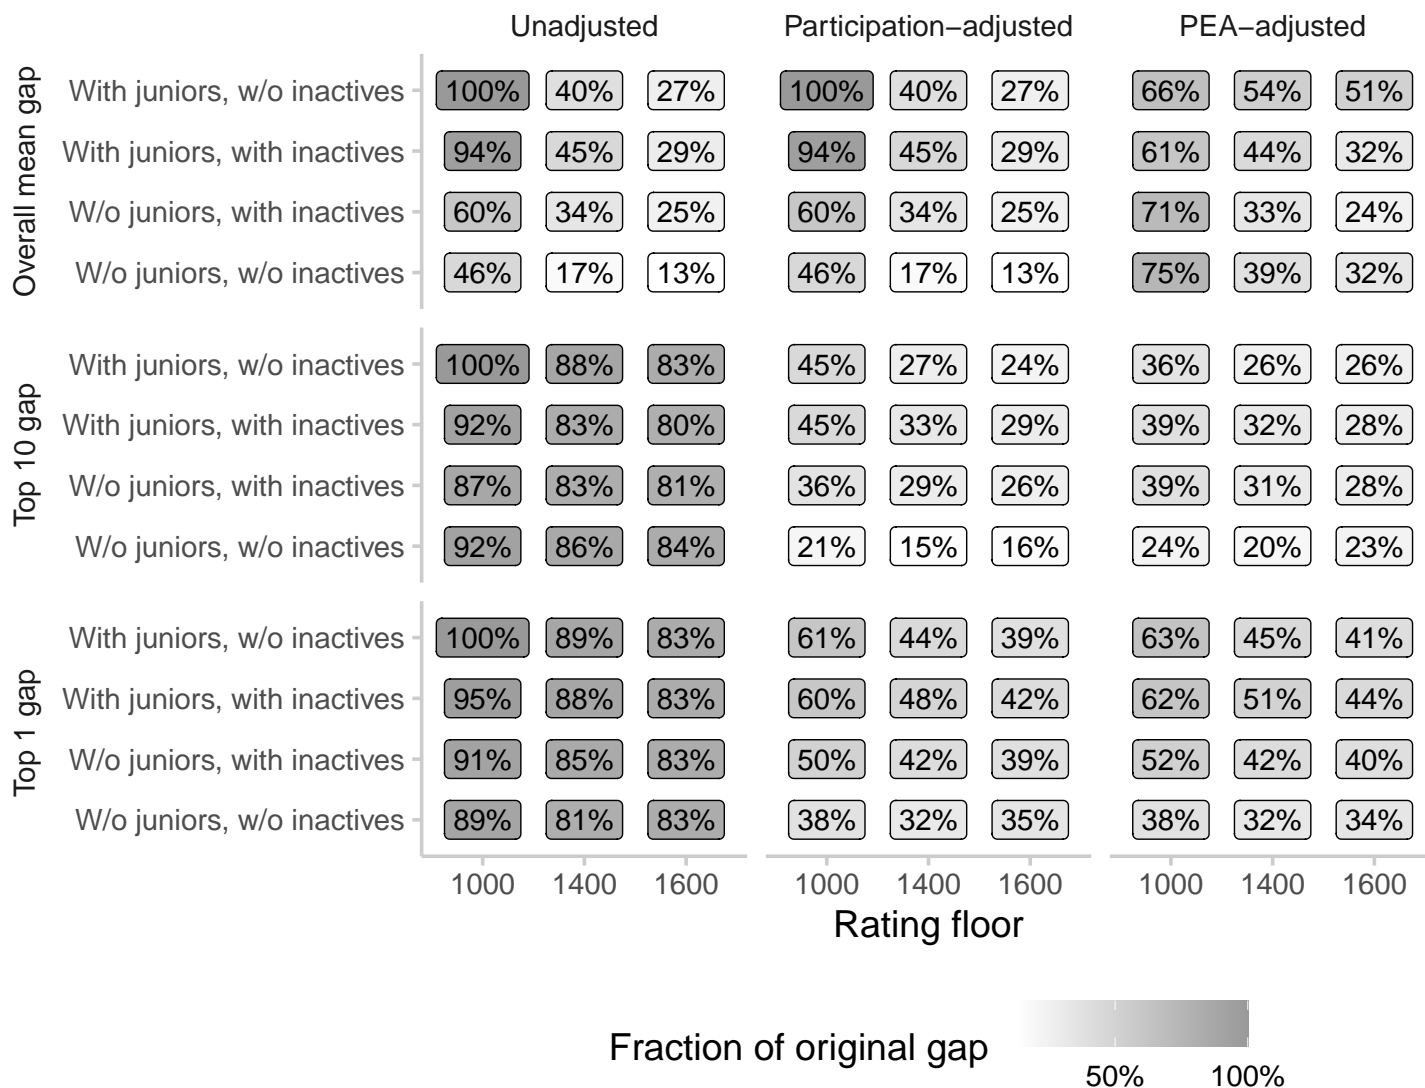 Unadjusted Participation−adjusted PEA−adjusted
Overall mean gap
With juniors, w/o inactives 100% 40% 27% 100% 40% 27% 66% 54% 51%
With juniors, with inactives 94% 45% 29% 94% 45% 29% 61% 44% 32%
W/o juniors, with inactives 60% 34% 25% 60% 34% 25% 71% 33% 24%
W/o juniors, w/o inactives 46% 17% 13% 46% 17% 13% 75% 39% 32%
Top 10 gap
With juniors, w/o inactives 100% 88% 83% 45% 27% 24% 36% 26% 26%
With juniors, with inactives 92% 83% 80% 45% 33% 29% 39% 32% 28%
W/o juniors, with inactives 87% 83% 81% 36% 29% 26% 39% 31% 28%
W/o juniors, w/o inactives 92% 86% 84% 21% 15% 16% 24% 20% 23%
Top 1 gap
With juniors, w/o inactives 100% 89% 83% 61% 44% 39% 63% 45% 41%
With juniors, with inactives 95% 88% 83% 60% 48% 42% 62% 51% 44%
W/o juniors, with inactives 91% 85% 83% 50% 42% 39% 52% 42% 40%
W/o juniors, w/o inactives 89% 81% 83% 38% 32% 35% 38% 32% 34%
1000 1400 1600 1000 1400 1600 1000 1400 1600
Rating floor
Fraction of original gap
50% 100%